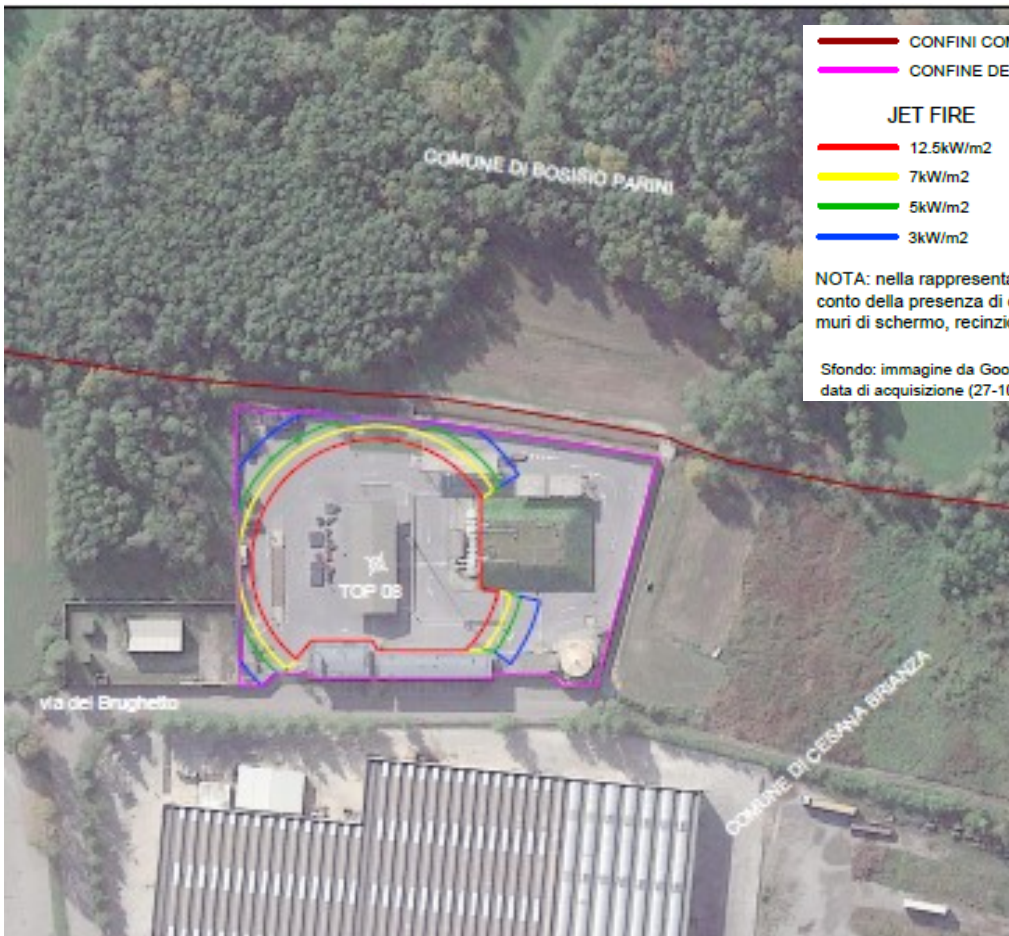 CONFINI COM
CONFINE DE
JET FIRE
12.5kW/m2
7kW/m2
5kW/m2
3kW/m2
NOTA: nella rappresenta
conto della presenza di
muri di schermo, recinzi
Sfondo: immagine da Goo
data di acquisizione (27-10
COMUNE DI BOSISIO PARINI
TOP 08
via del Brughetto
COMUNE DI CESANA BRIANZA